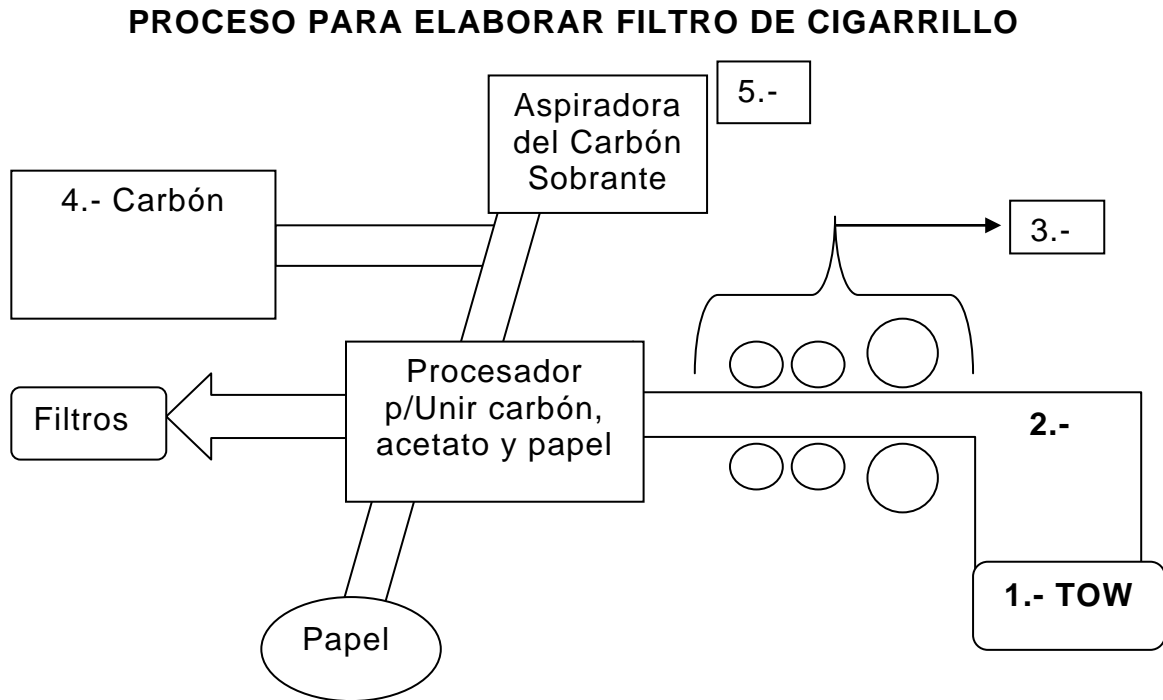 PROCESO PARA ELABORAR FILTRO DE CIGARRILLO
5.-
Aspiradora
del Carbón
Sobrante
4.- Carbón
3.-
Procesador
p/Unir carbón,
acetato y papel
Filtros
2.-
1.- TOW
Papel